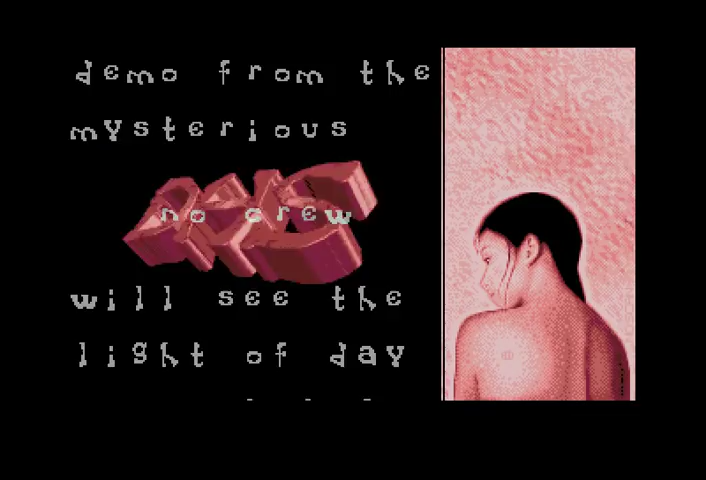 demo from the
mysterious
no crew
will see the
light of day